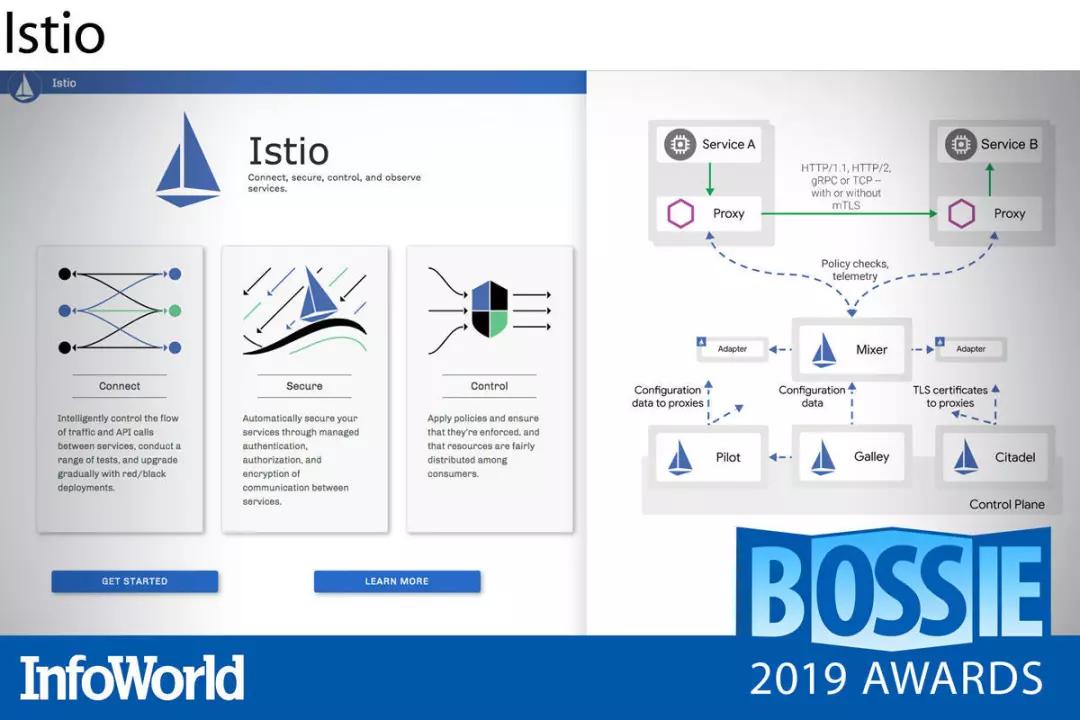 Istio
Istio
Istio
Connect, secure, control, and observe
services.
Connect
Intelligently control the flow
of traffic and API calls
between services, conduct a
range of tests, and upgrade
gradually with red/black
deployments.
Secure
Automatically secure your
services through managed
authentication,
authorization, and
encryption of
communication between
services.
Control
Apply policies and ensure
that they're enforced, and
that resources are fairly
distributed among
consumers.
GET STARTED
LEARN MORE
Service A
Proxy
HTTP/1.1, HTTP/2,
gRPC or TCP –
with or without
mTLS
Service B
Proxy
Policy checks,
telemetry
Adapter
Mixer
Adapter
Configuration
data to proxies
Configuration
data
TLS certificates
to proxies
Pilot
Galley
Citadel
Control Plane
BOSSIE
2019 AWARDS
InfoWorld